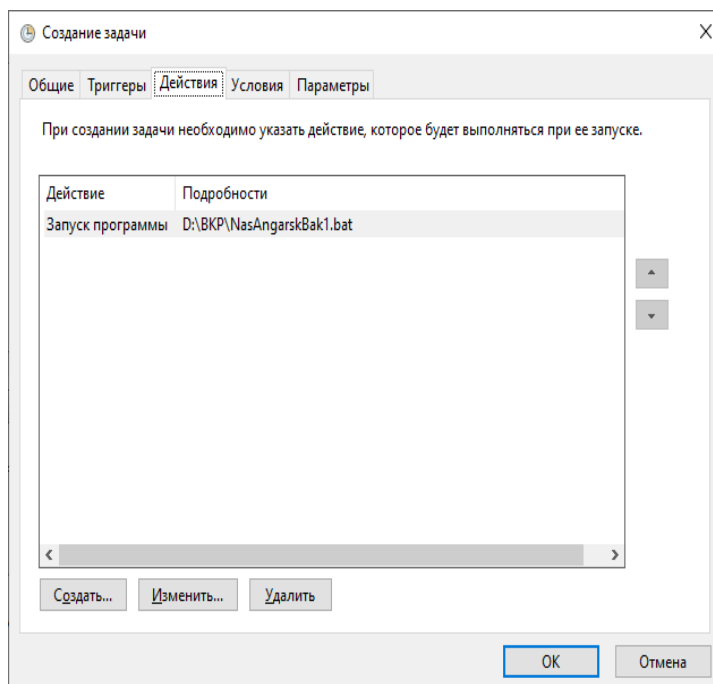 Создание задачи
Общие Триггеры Действия Условия Параметры
При создании задачи необходимо указать действие, которое будет выполняться при ее запуске.
Действие Подробности
Запуск программы D:\BKP\NasAngarskBak1.bat
Создать... Изменить... Удалить
ОК Отмена